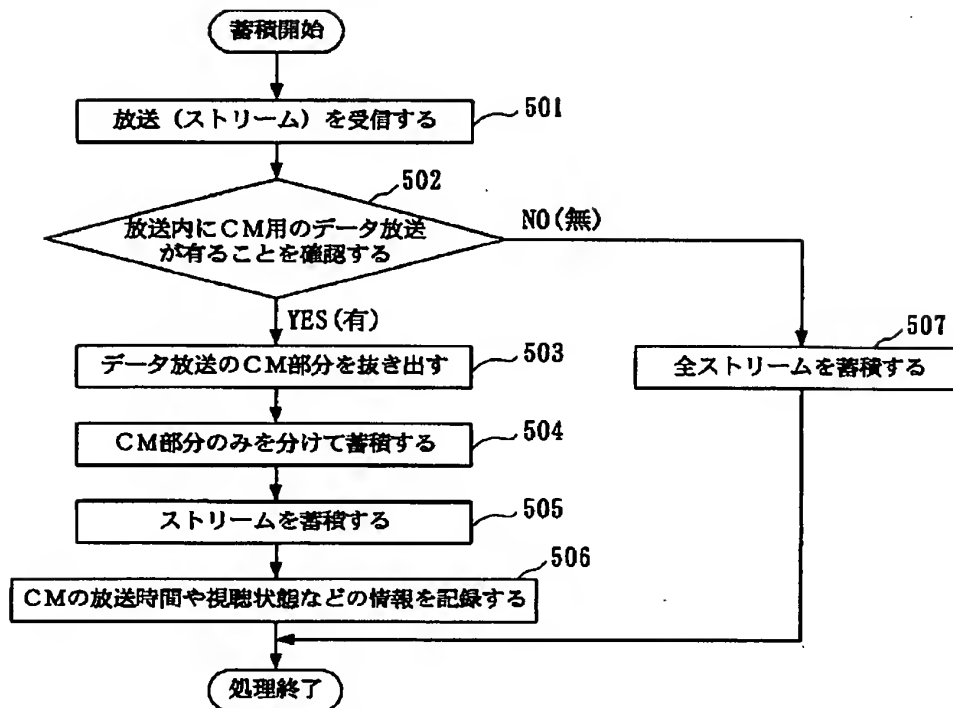 蓄積開始
放送（ストリーム）を受信する
501
502
放送内にＣＭ用のデータ放送
が有ることを確認する
NO(無)
YES(有)
データ放送のＣＭ部分を抜き出す
503
507
全ストリームを蓄積する
ＣＭ部分のみを分けて蓄積する
504
ストリームを蓄積する
505
506
ＣＭの放送時間や視聴状態などの情報を記録する
処理終了